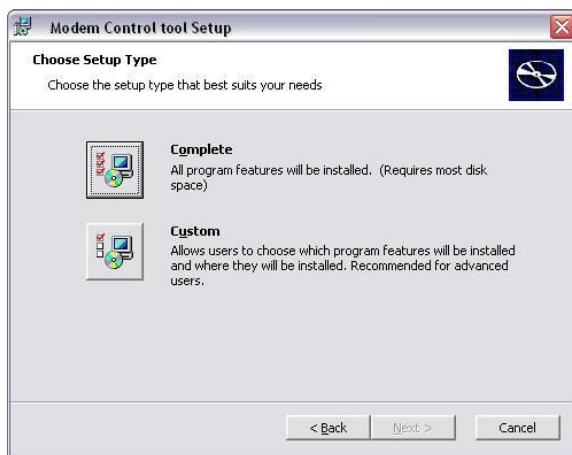 Modem Control tool Setup
Choose Setup Type
Choose the setup type that best suits your needs
Complete
All program features will be installed. (Requires most disk
space)
Custom
Allows users to choose which program features will be installed
and where they will be installed. Recommended for advanced
users.
< Back
Next >
Cancel